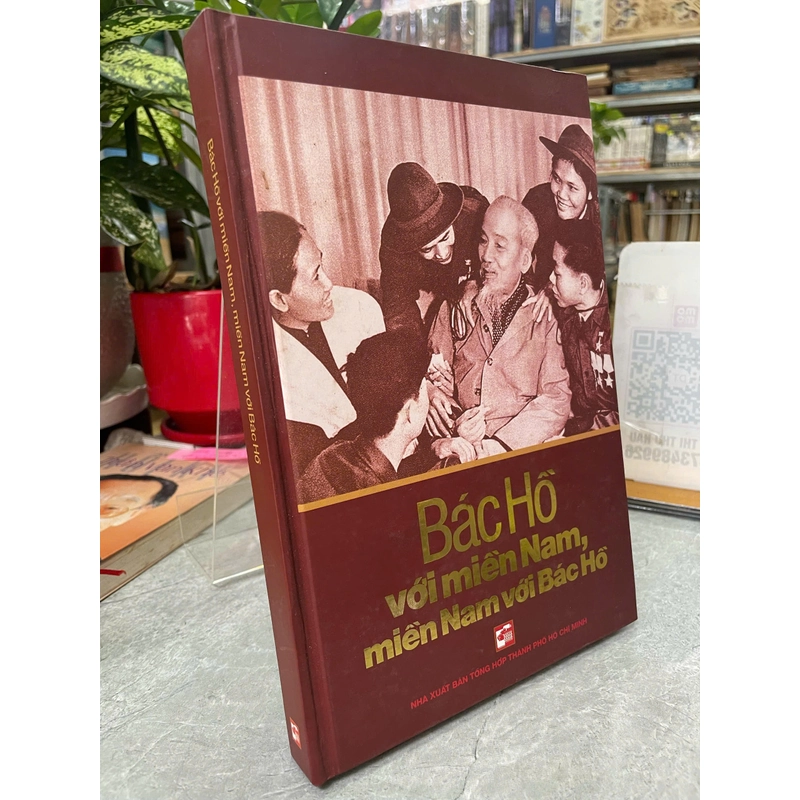 Bác Hồ với miền Nam, miền Nam với Bác Hồ
Bác Hồ
với miền Nam,
miền Nam với Bác Hồ
NHÀ XUẤT BẢN TỔNG HỢP THÀNH PHỐ HỒ CHÍ MINH